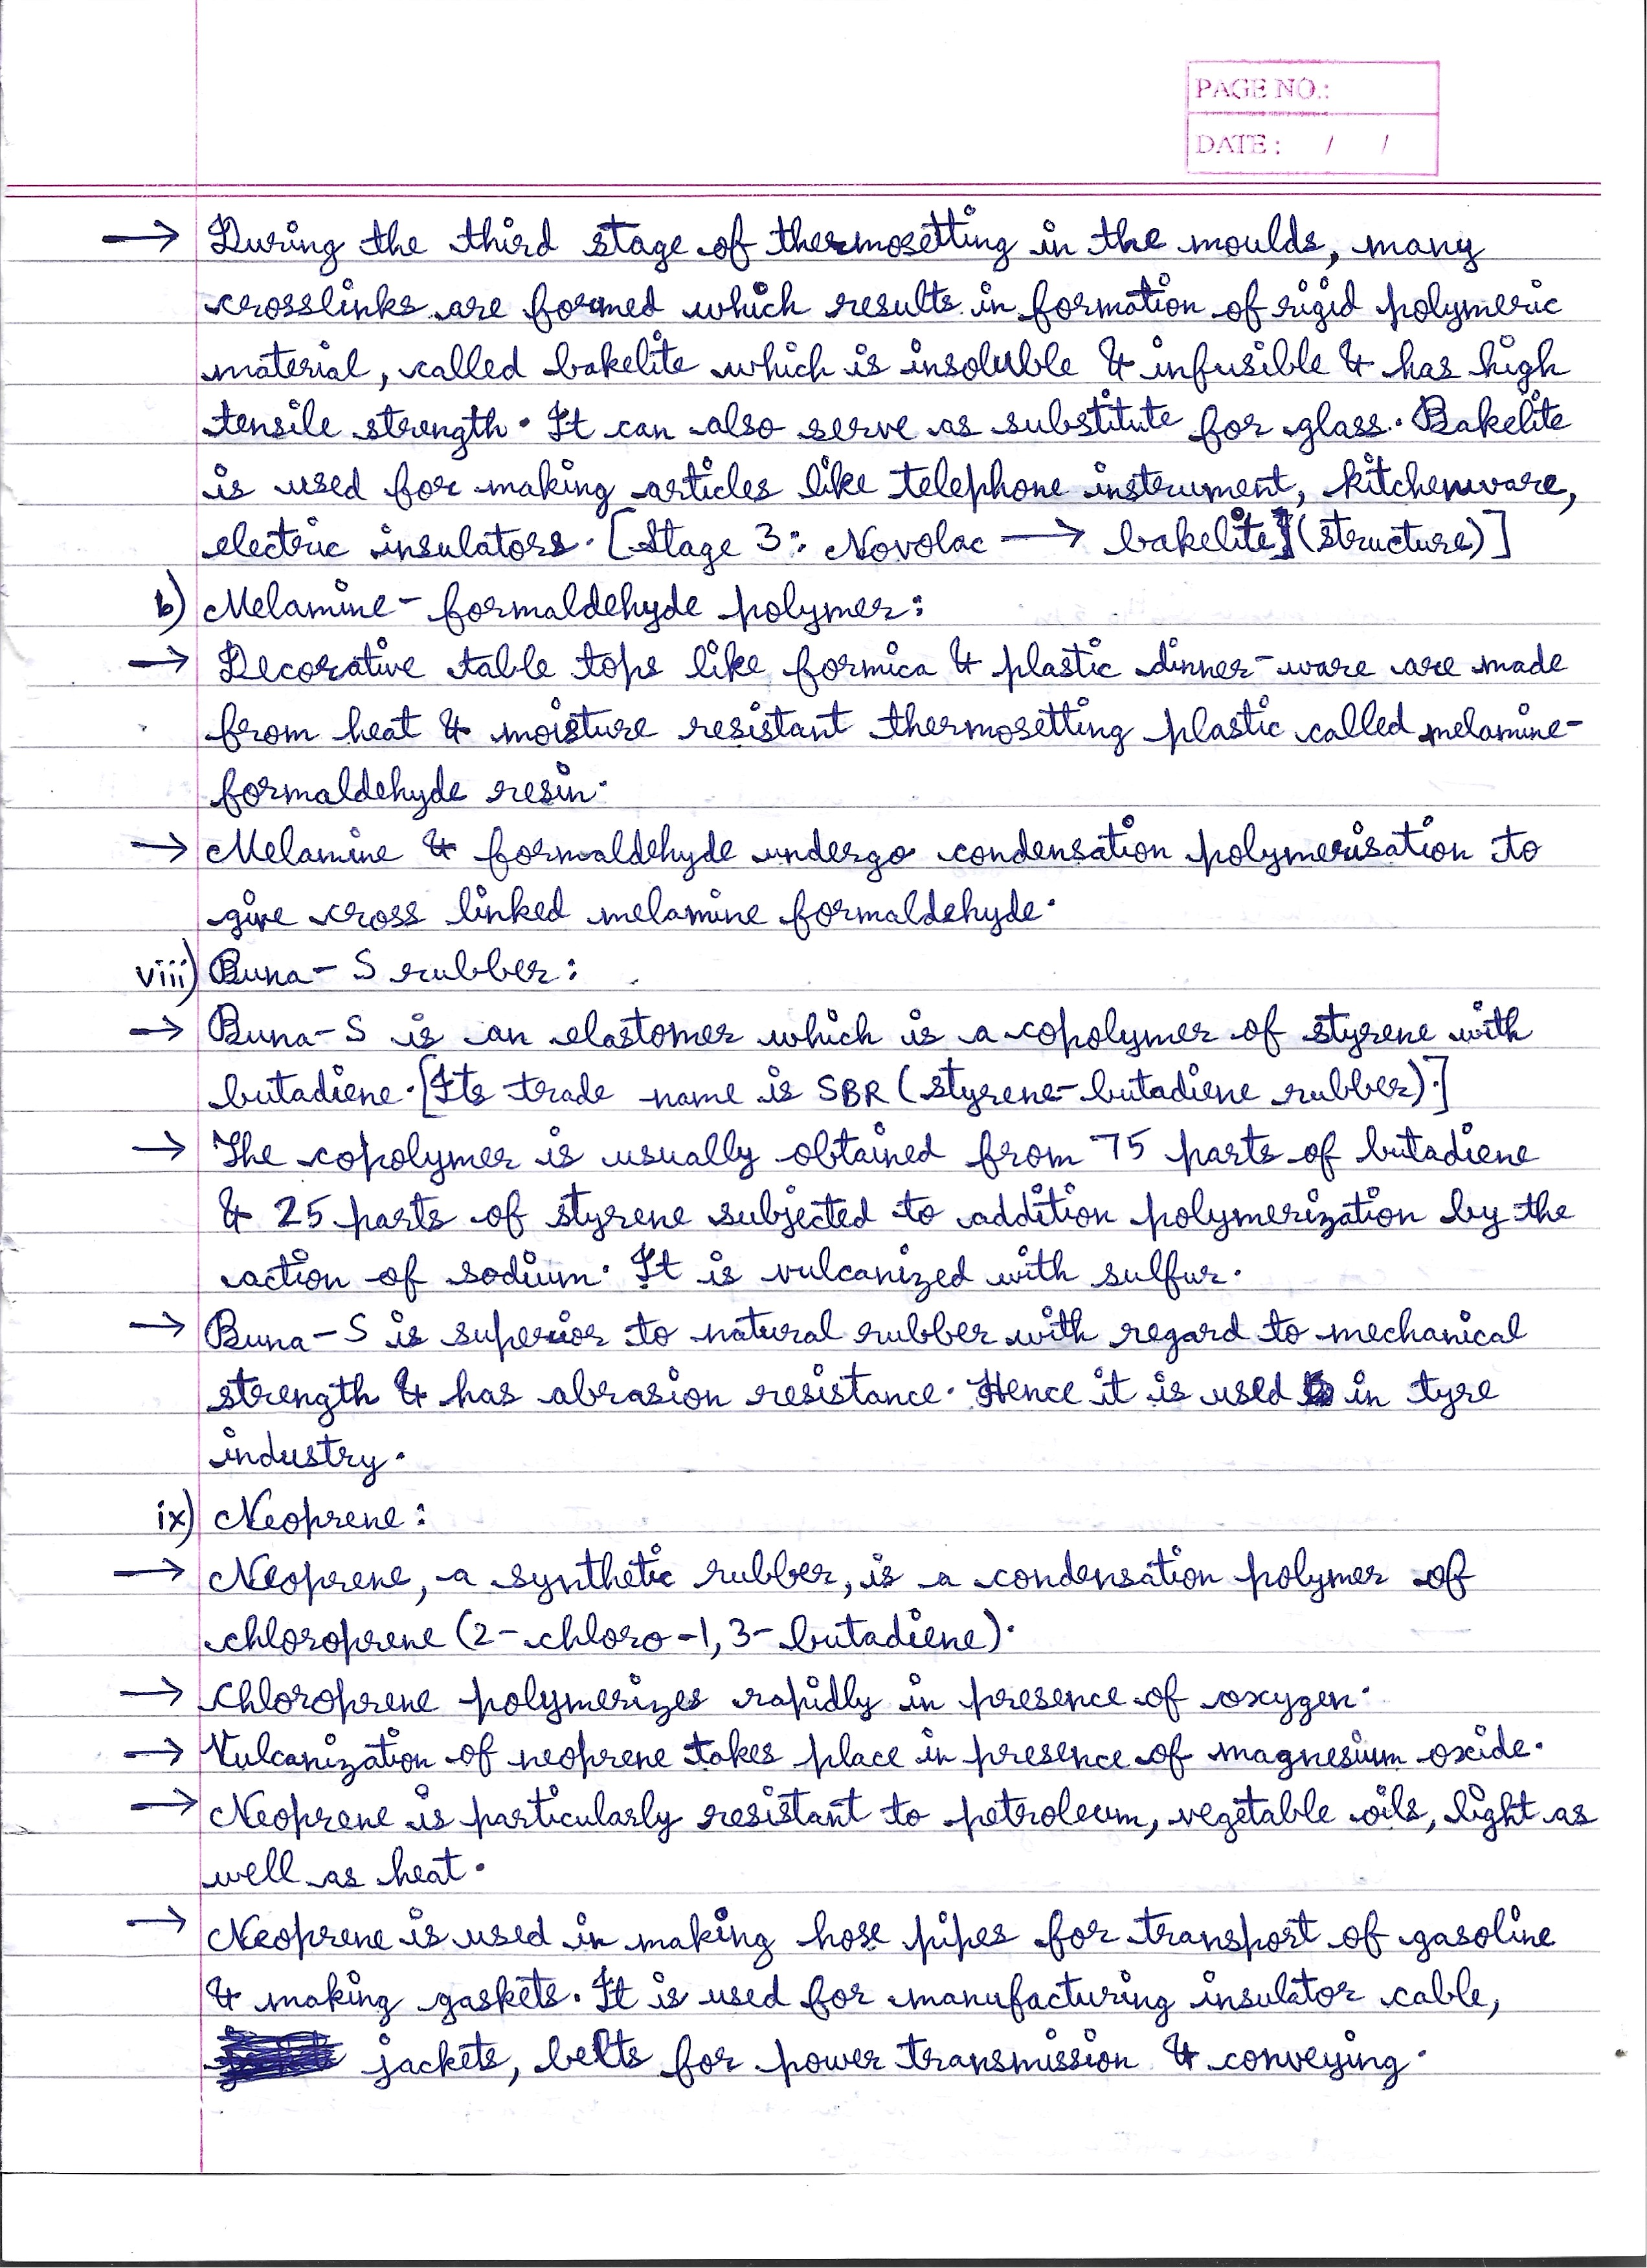 PAGE NO.:
DATE: / /
→ During the third stage of thermosetting in the moulds, many
crosslinks are formed which results in formation of rigid polymeric
material, called bakelite which is insoluble & infusible & has high
tensile strength. It can also serve as substitute for glass. Bakelite
is used for making articles like telephone instrument, kitchenware,
electric insulators. [Stage 3: Novolac → bakelite (structure)]
b) Melamine-formaldehyde polymer:
→ Decorative table tops like formica & plastic dinner-ware are made
from heat & moisture resistant thermosetting plastic called melamine-
formaldehyde resin.
→ Melamine & formaldehyde undergo condensation polymerisation to
give cross linked melamine formaldehyde.
viii) Buna-S rubber:
→ Buna-S is an elastomer which is a copolymer of styrene with
butadiene. [Its trade name is SBR (styrene-butadiene rubber).]
→ The copolymer is usually obtained from 75 parts of butadiene
& 25 parts of styrene subjected to addition polymerization by the
action of sodium. It is vulcanized with sulfur.
→ Buna-S is superior to natural rubber with regard to mechanical
strength & has abrasion resistance. Hence it is used in tyre
industry.
ix) Neoprene:
→ Neoprene, a synthetic rubber, is a condensation polymer of
chloroprene (2-chloro-1,3-butadiene).
→ Chloroprene polymerizes rapidly in presence of oxygen.
→ Vulcanization of neoprene takes place in presence of magnesium oxide.
→ Neoprene is particularly resistant to petroleum, vegetable oils, light as
well as heat.
→ Neoprene is used in making hose pipes for transport of gasoline
& making gaskets. It is used for manufacturing insulator cable,
jackets, belts for power transmission & conveying.